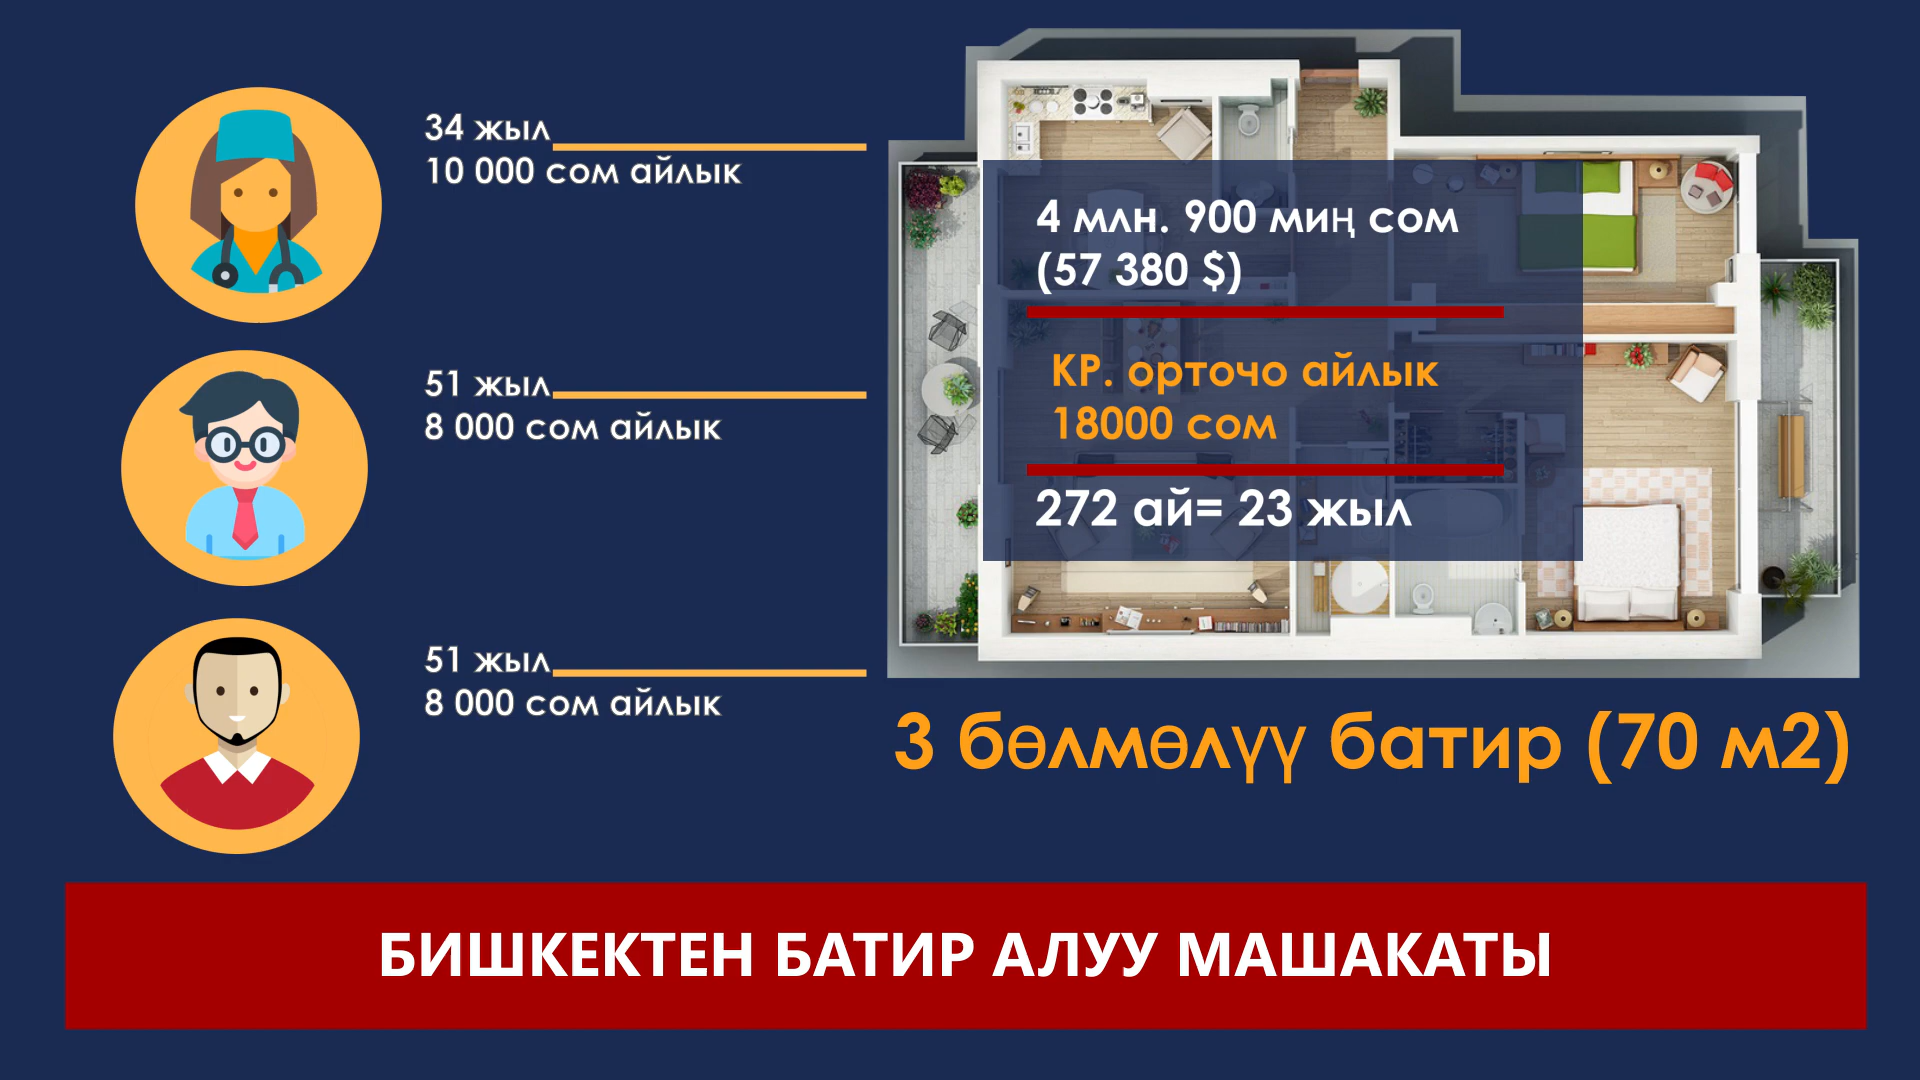 34 жыл
10 000 сом айлык
51 жыл
8 000 сом айлык
51 жыл
8 000 сом айлык
4 млн. 900 миң сом
(57 380 $)
КР. орточо айлык
18000 сом
272 ай= 23 жыл
3 бөлмөлүү батир (70 м2)
БИШКЕКТЕН БАТИР АЛУУ МАШАКАТЫ